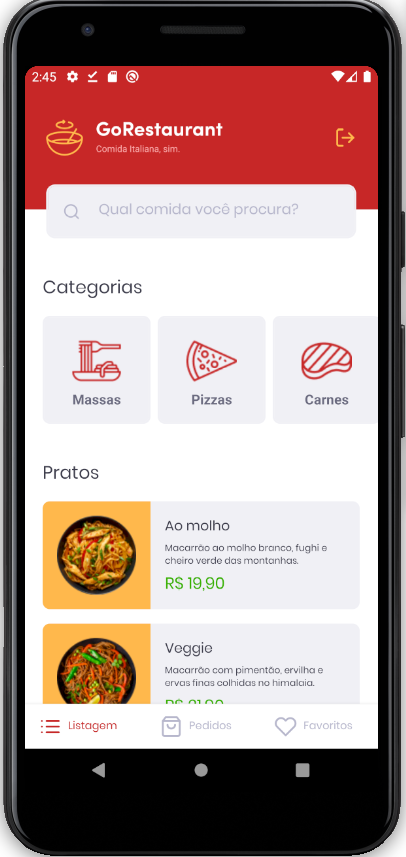 2:45
GoRestaurant
Comida Italiana, sim.
Qual comida você procura?
Categorias
Massas
Pizzas
Carnes
Pratos
Ao molho
Macarrão ao molho branco, fughi e
cheiro verde das montanhas.
R$ 19,90
Veggie
Macarrão com pimentão, ervilha e
ervas finas colhidas no himalaia.
R$ 21,90
Listagem
Pedidos
Favoritos